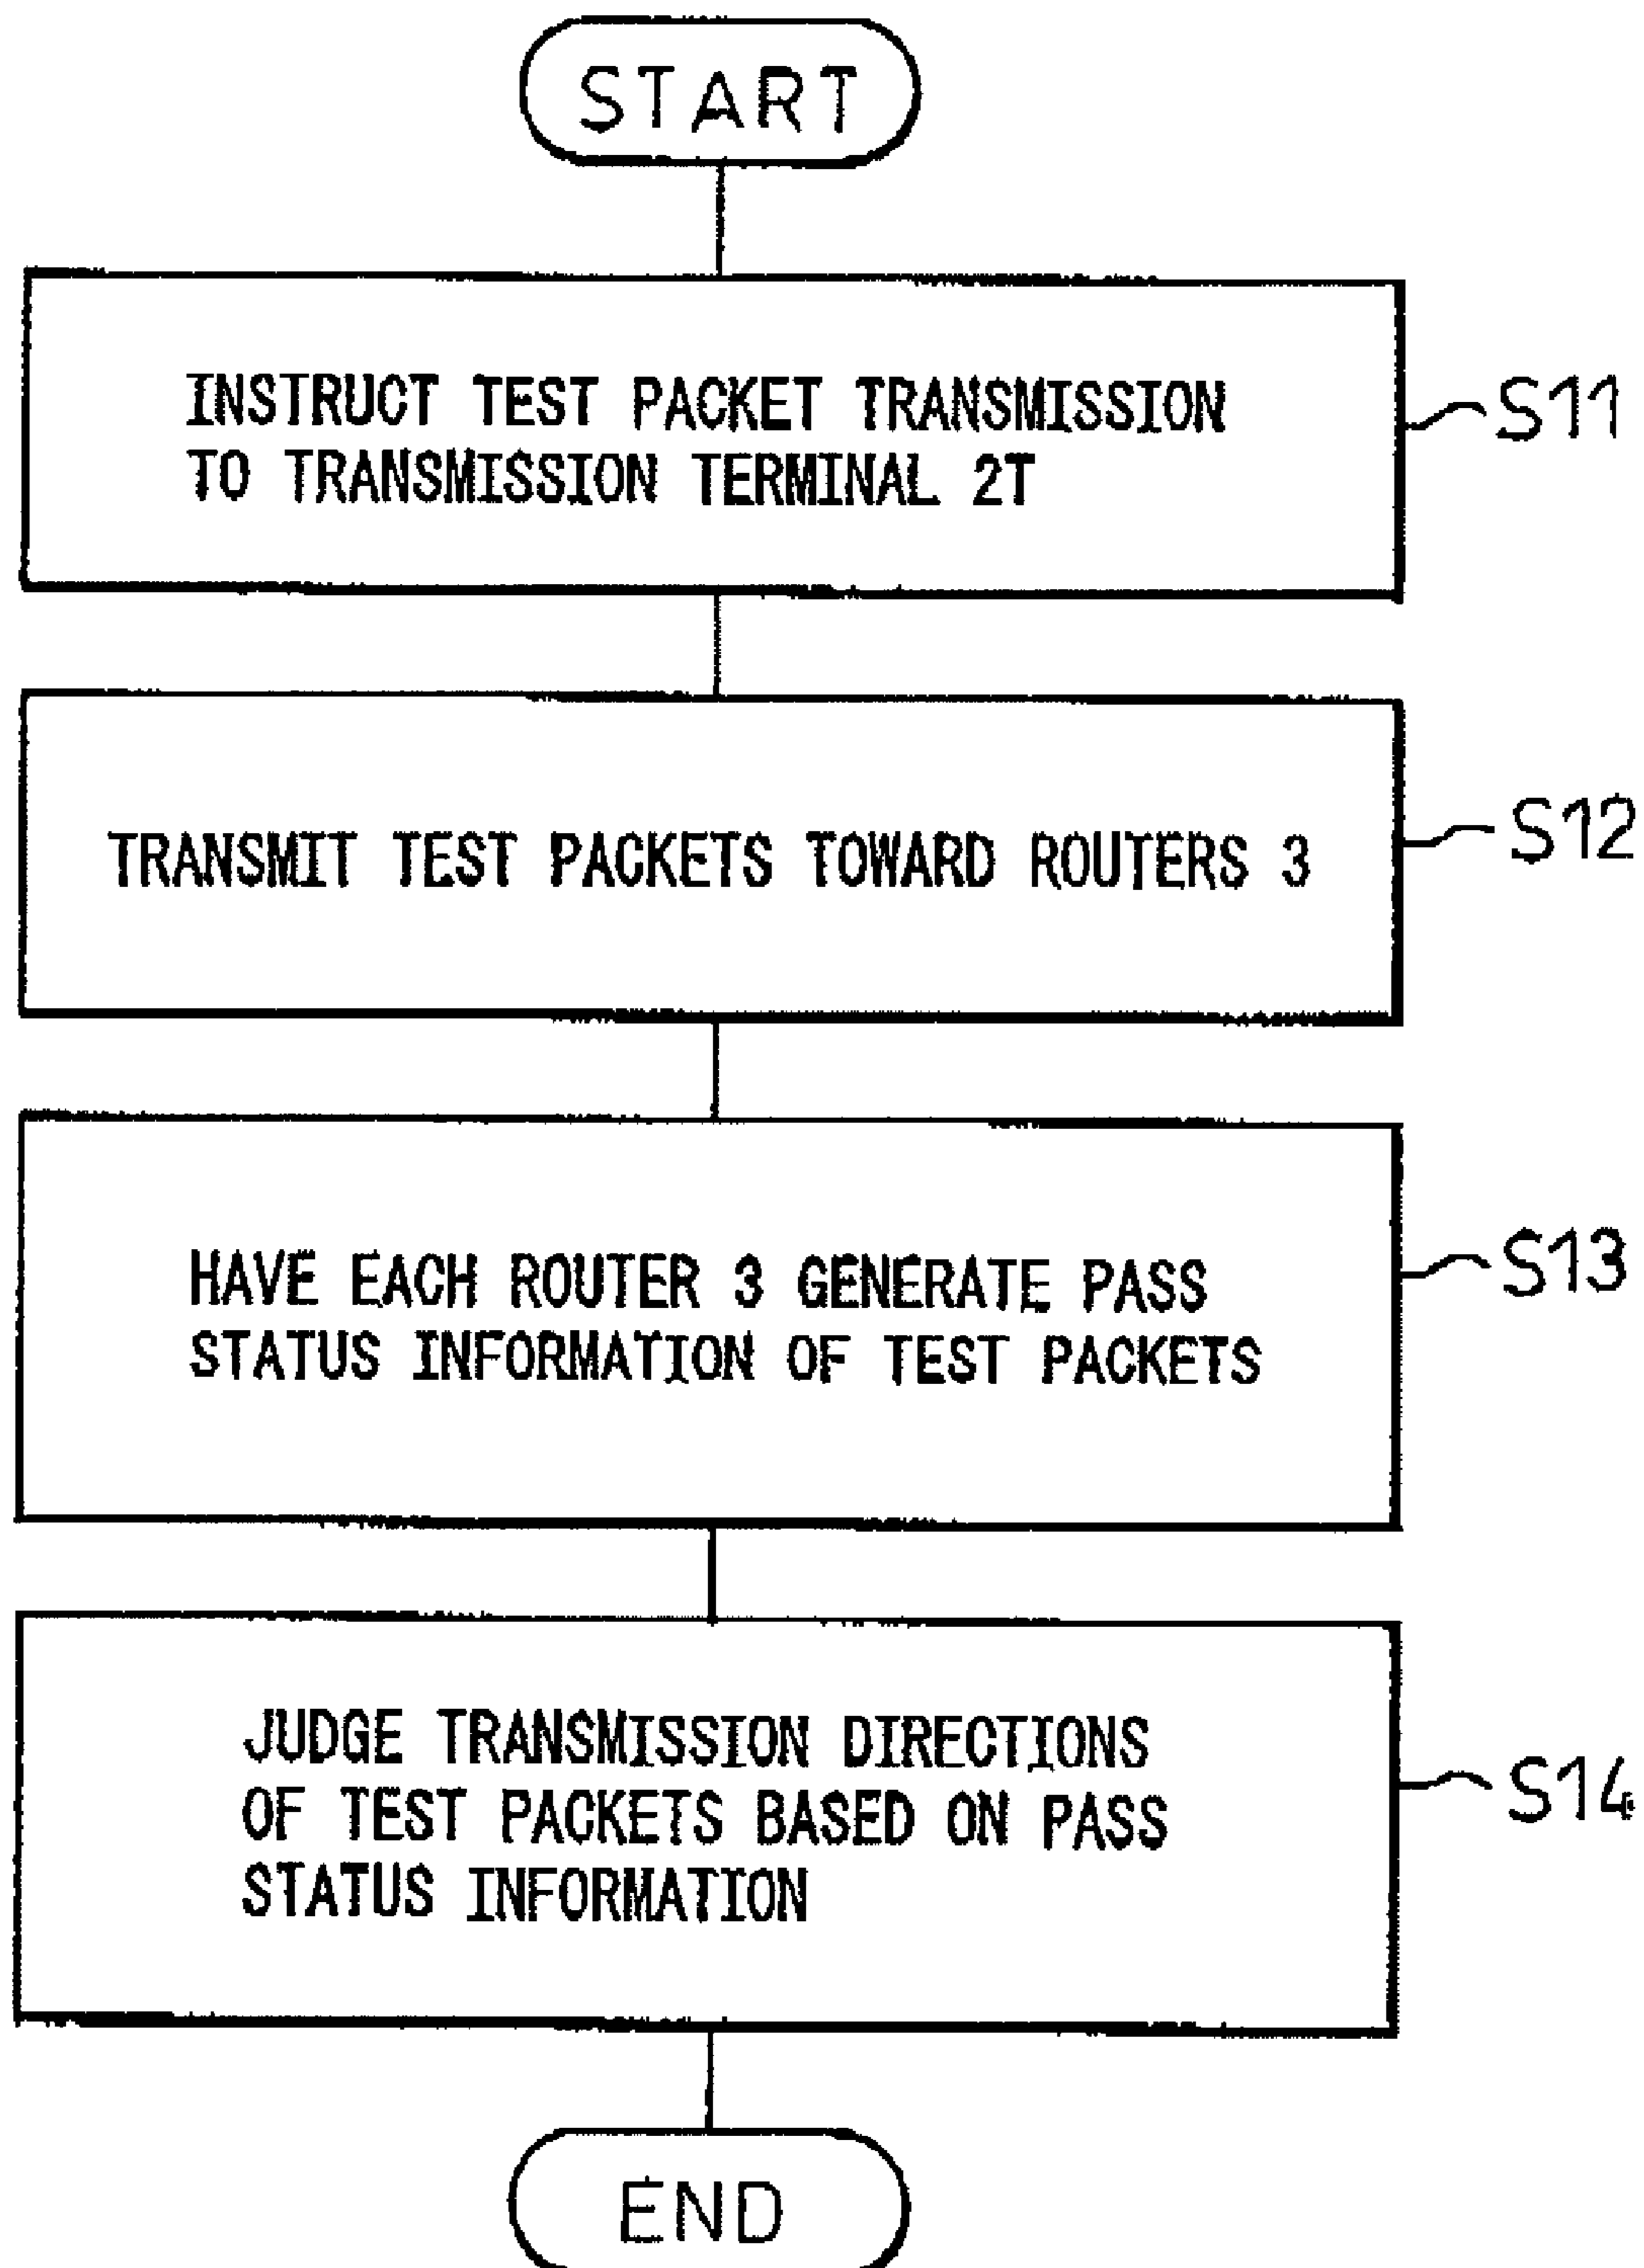 START
INSTRUCT TEST PACKET TRANSMISSION
TO TRANSMISSION TERMINAL 2T
S11
TRANSMIT TEST PACKETS TOWARD ROUTERS 3
S12
HAVE EACH ROUTER 3 GENERATE PASS
STATUS INFORMATION OF TEST PACKETS
S13
JUDGE TRANSMISSION DIRECTIONS
OF TEST PACKETS BASED ON PASS
STATUS INFORMATION
S14
END